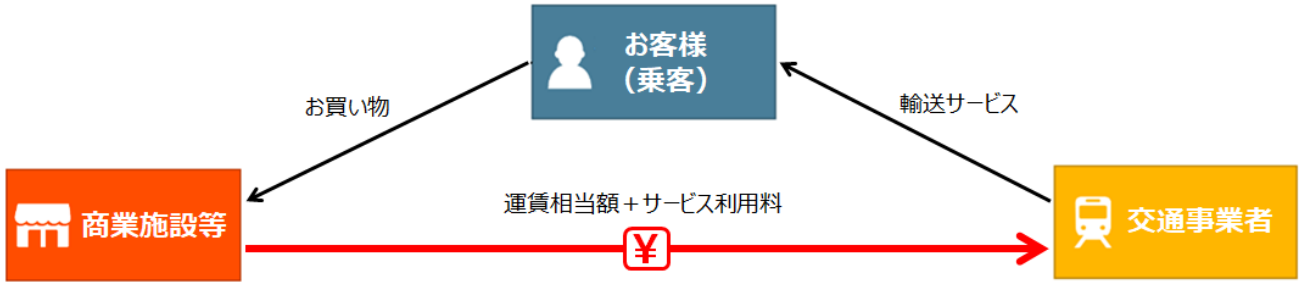 お客様
（乗客）
お買い物
輸送サービス
商業施設等
運賃相当額＋サービス利用料
¥
交通事業者